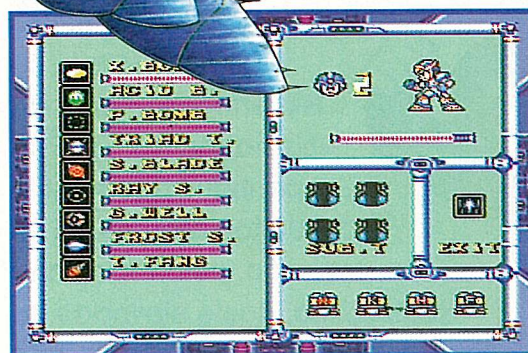 ACID B.
P.BOMB
TRIAD T.
S.BLADE
RAY S.
G.WELL
FROST S.
T.FANG
2
SUB.T
EXIT